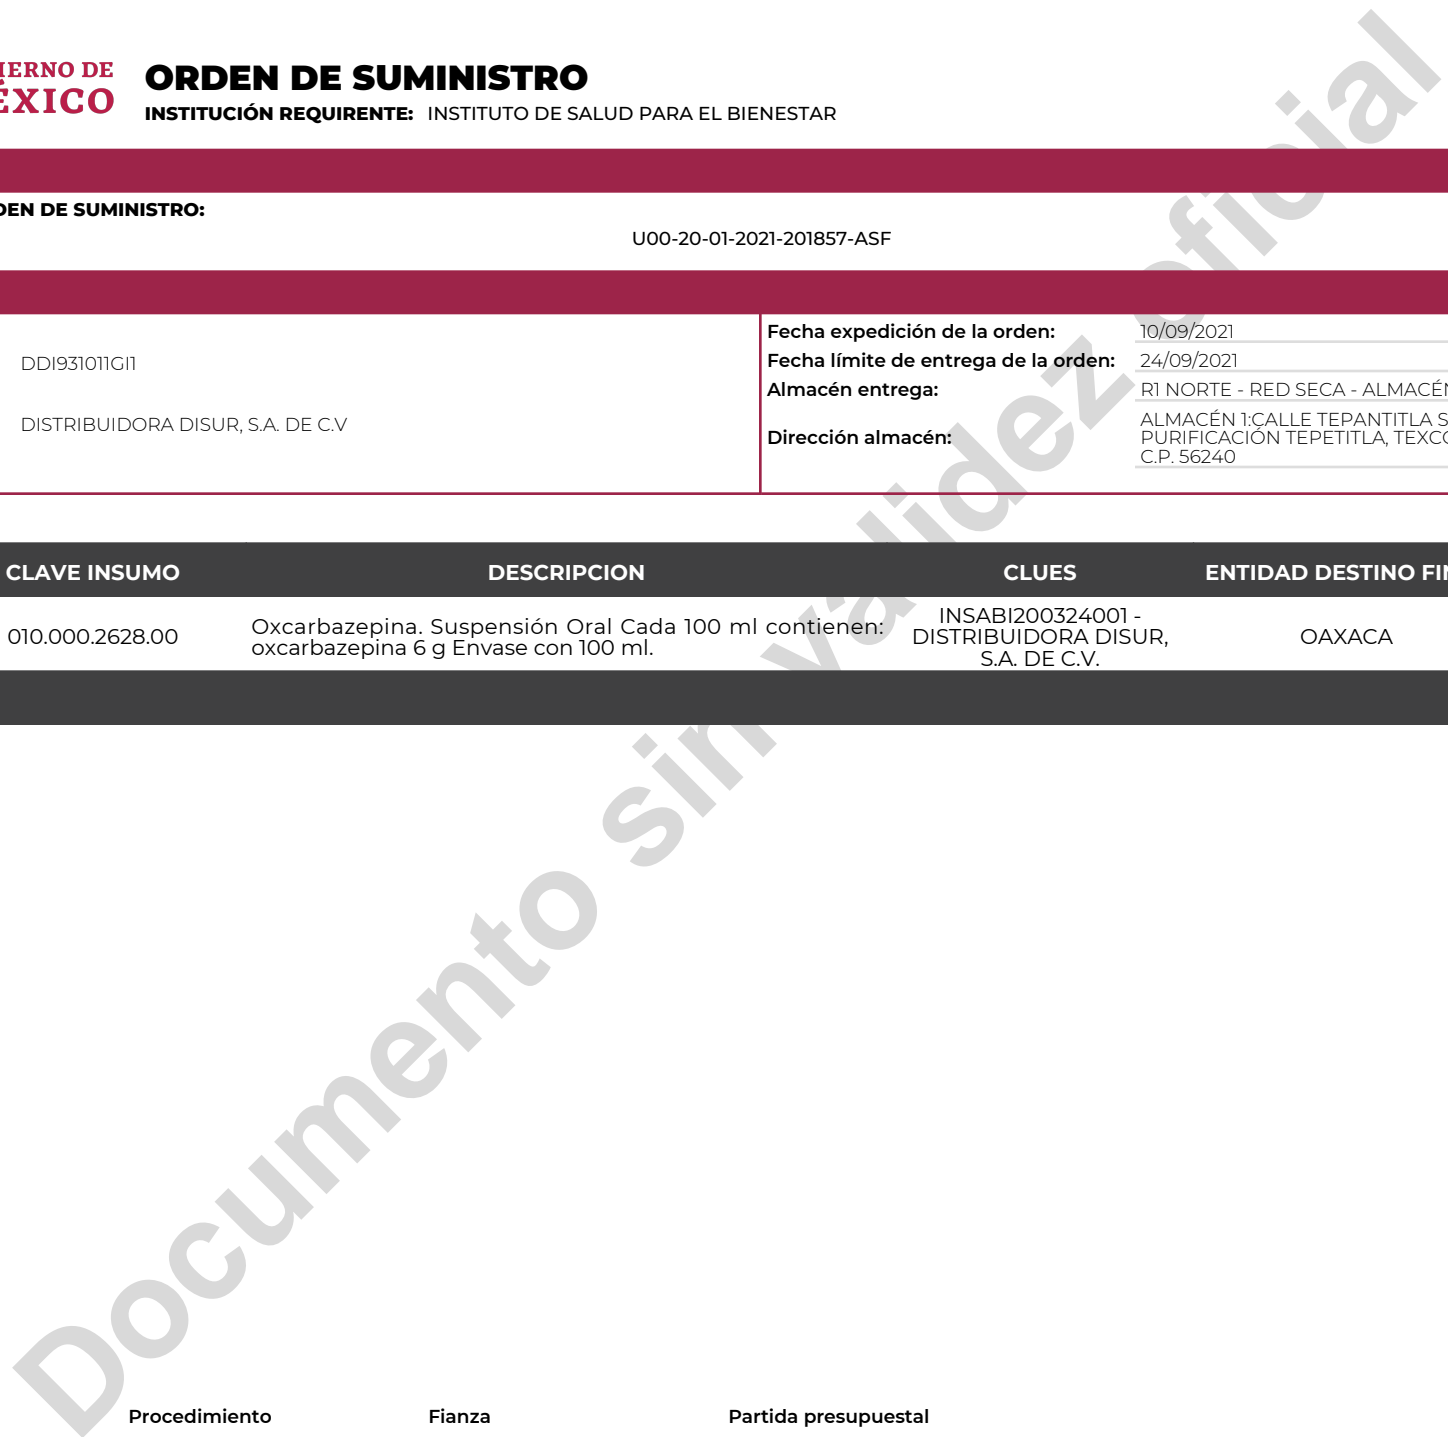 IERNO DE
ÉXICO
ORDEN DE SUMINISTRO
INSTITUCIÓN REQUIRENTE: INSTITUTO DE SALUD PARA EL BIENESTAR
DEN DE SUMINISTRO:
U00-20-01-2021-201857-ASF
DDI931011GI1
DISTRIBUIDORA DISUR, S.A. DE C.V
Fecha expedición de la orden: 10/09/2021
Fecha límite de entrega de la orden: 24/09/2021
Almacén entrega: R1 NORTE - RED SECA - ALMACÉN
Dirección almacén: ALMACÉN 1:CALLE TEPANTITLA S
PURIFICACIÓN TEPETITLA, TEXCO
C.P. 56240
CLAVE INSUMO DESCRIPCION CLUES ENTIDAD DESTINO FIN
010.000.2628.00
Oxcarbazepina. Suspensión Oral Cada 100 ml contienen:
oxcarbazepina 6 g Envase con 100 ml.
INSABI200324001 -
DISTRIBUIDORA DISUR,
S.A. DE C.V.
OAXACA
Documento sin validez oficial
Procedimiento Fianza Partida presupuestal